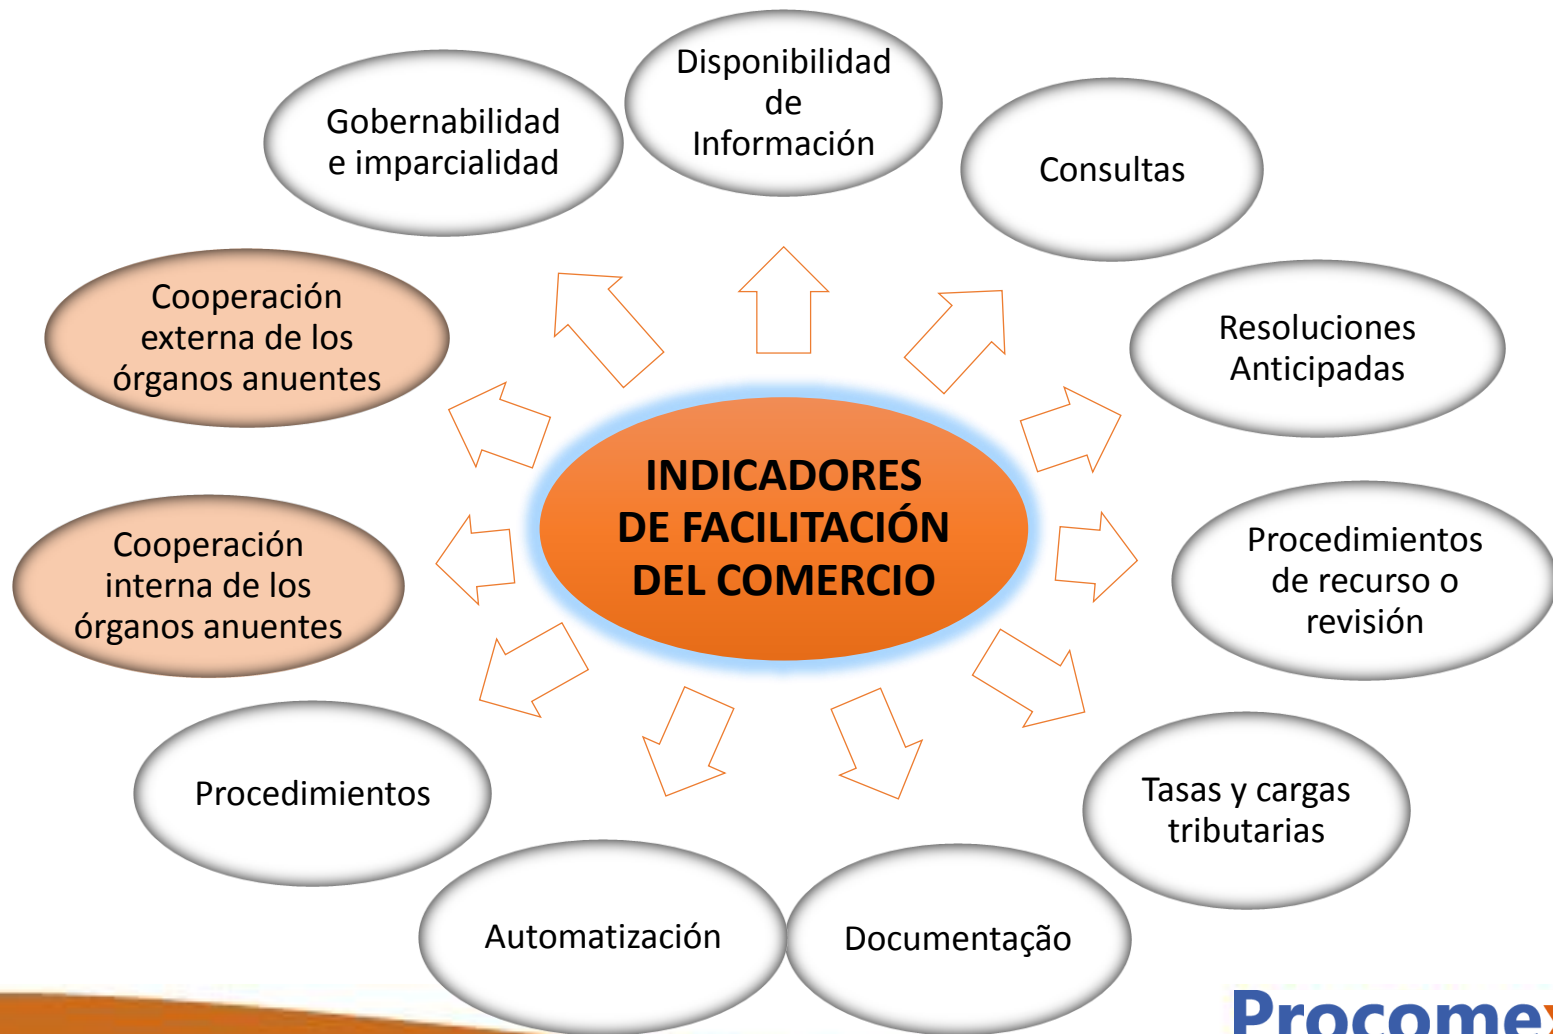 Disponibilidad
de
Información
Gobernabilidad
e imparcialidad
Consultas
Cooperación
externa de los
órganos anuentes
Resoluciones
Anticipadas
INDICADORES
DE FACILITACIÓN
DEL COMERCIO
Cooperación
interna de los
órganos anuentes
Procedimientos
de recurso o
revisión
Procedimientos
Tasas y cargas
tributarias
Automatización
Documentação
Procomex